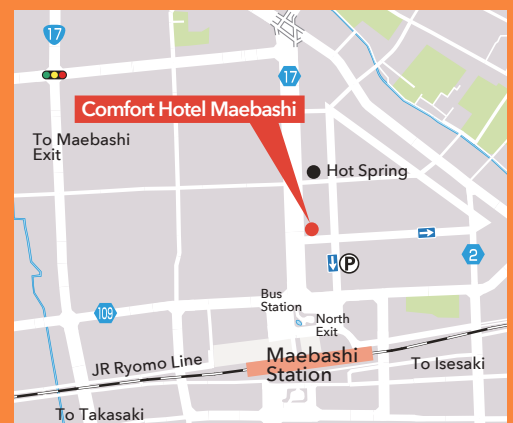 17
17
Comfort Hotel Maebashi
To Maebashi
Exit
Hot Spring
P
2
109
Bus
Station
North
Exit
JR Ryomo Line
Maebashi
Station
To Isesaki
To Takasaki